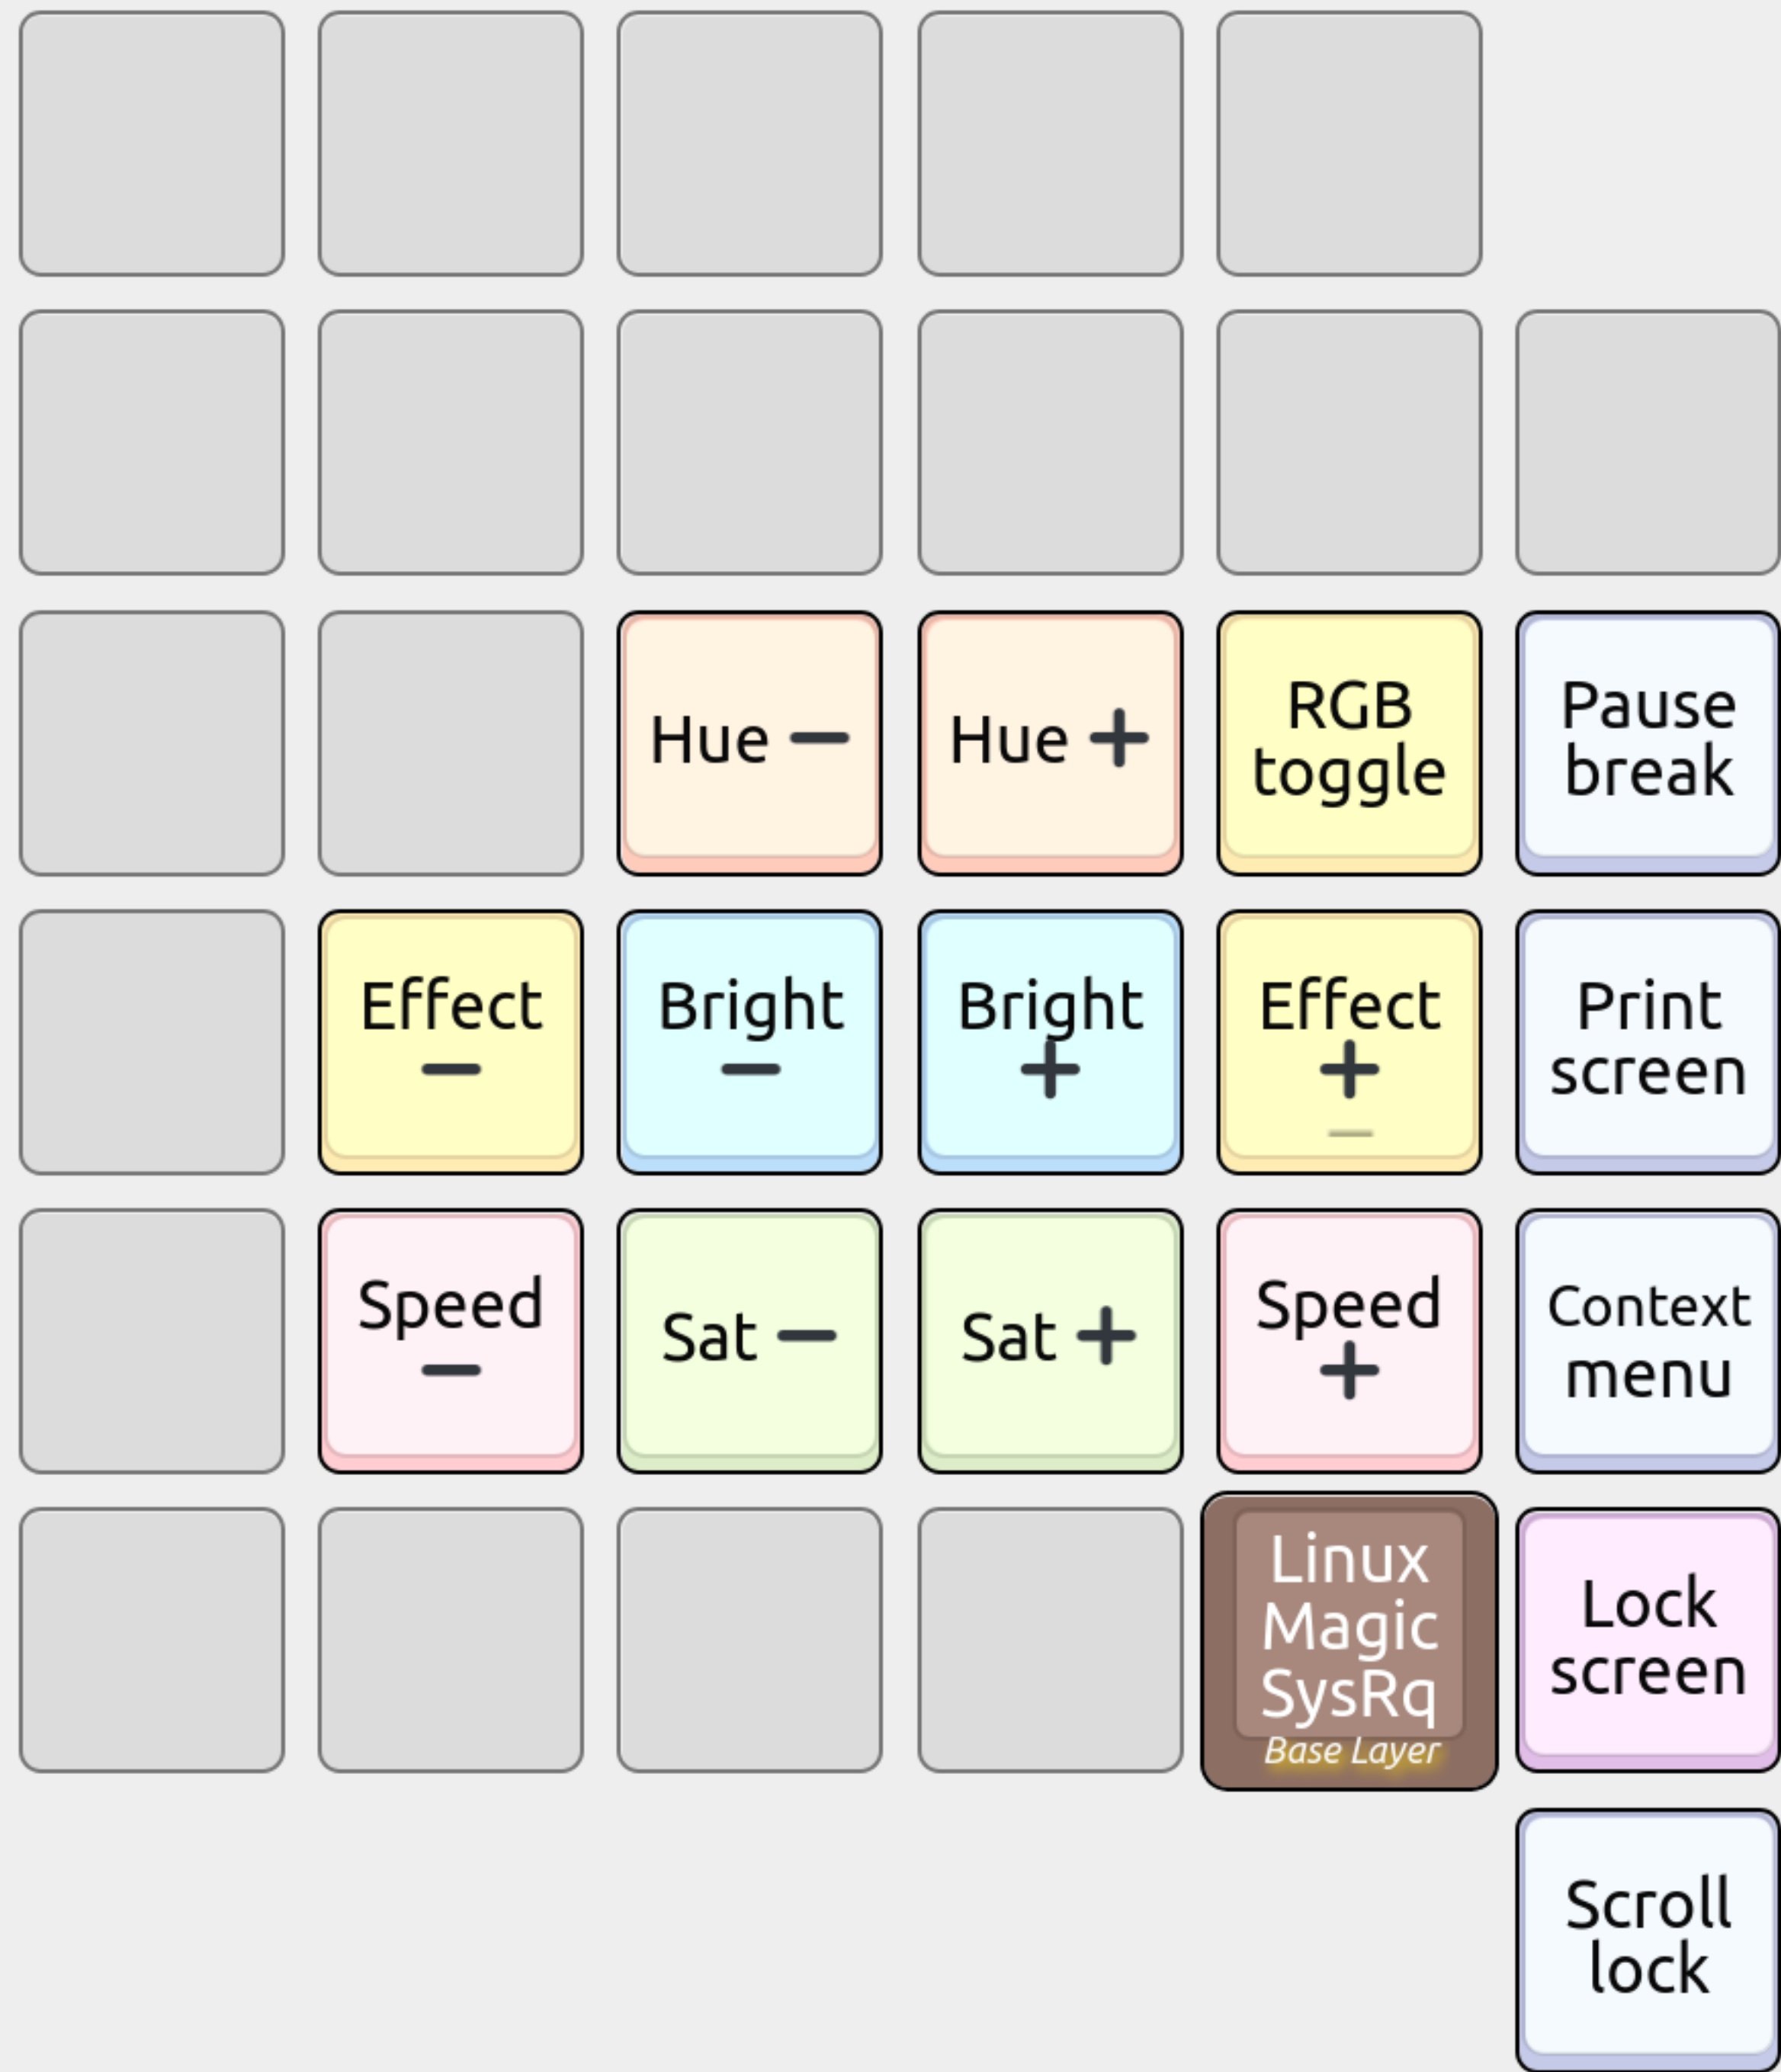 Hue −
Hue +
RGB
toggle
Pause
break
Effect
−
Bright
−
Bright
+
Effect
+
Print
screen
Speed
−
Sat −
Sat +
Speed
+
Context
menu
Linux
Magic
SysRq
Base Layer
Lock
screen
Scroll
lock